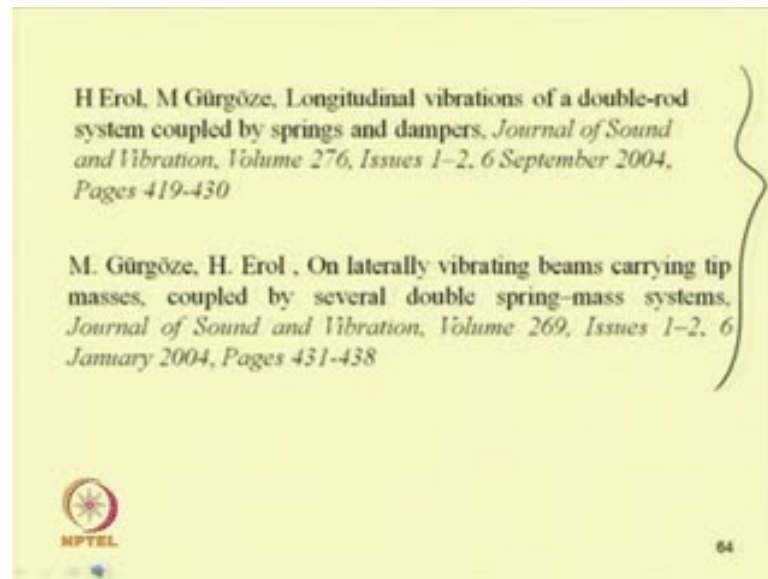 H Erol, M Gürgöze, Longitudinal vibrations of a double-rod
system coupled by springs and dampers, Journal of Sound
and Vibration, Volume 276, Issues 1–2, 6 September 2004,
Pages 419-430
M. Gürgöze, H. Erol , On laterally vibrating beams carrying tip
masses, coupled by several double spring–mass systems,
Journal of Sound and Vibration, Volume 269, Issues 1–2, 6
January 2004, Pages 431-438
NPTEL
64